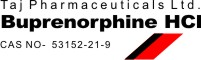 Taj Pharmaceuticals Ltd.
Buprenorphine HCl
CAS NO- 53152-21-9